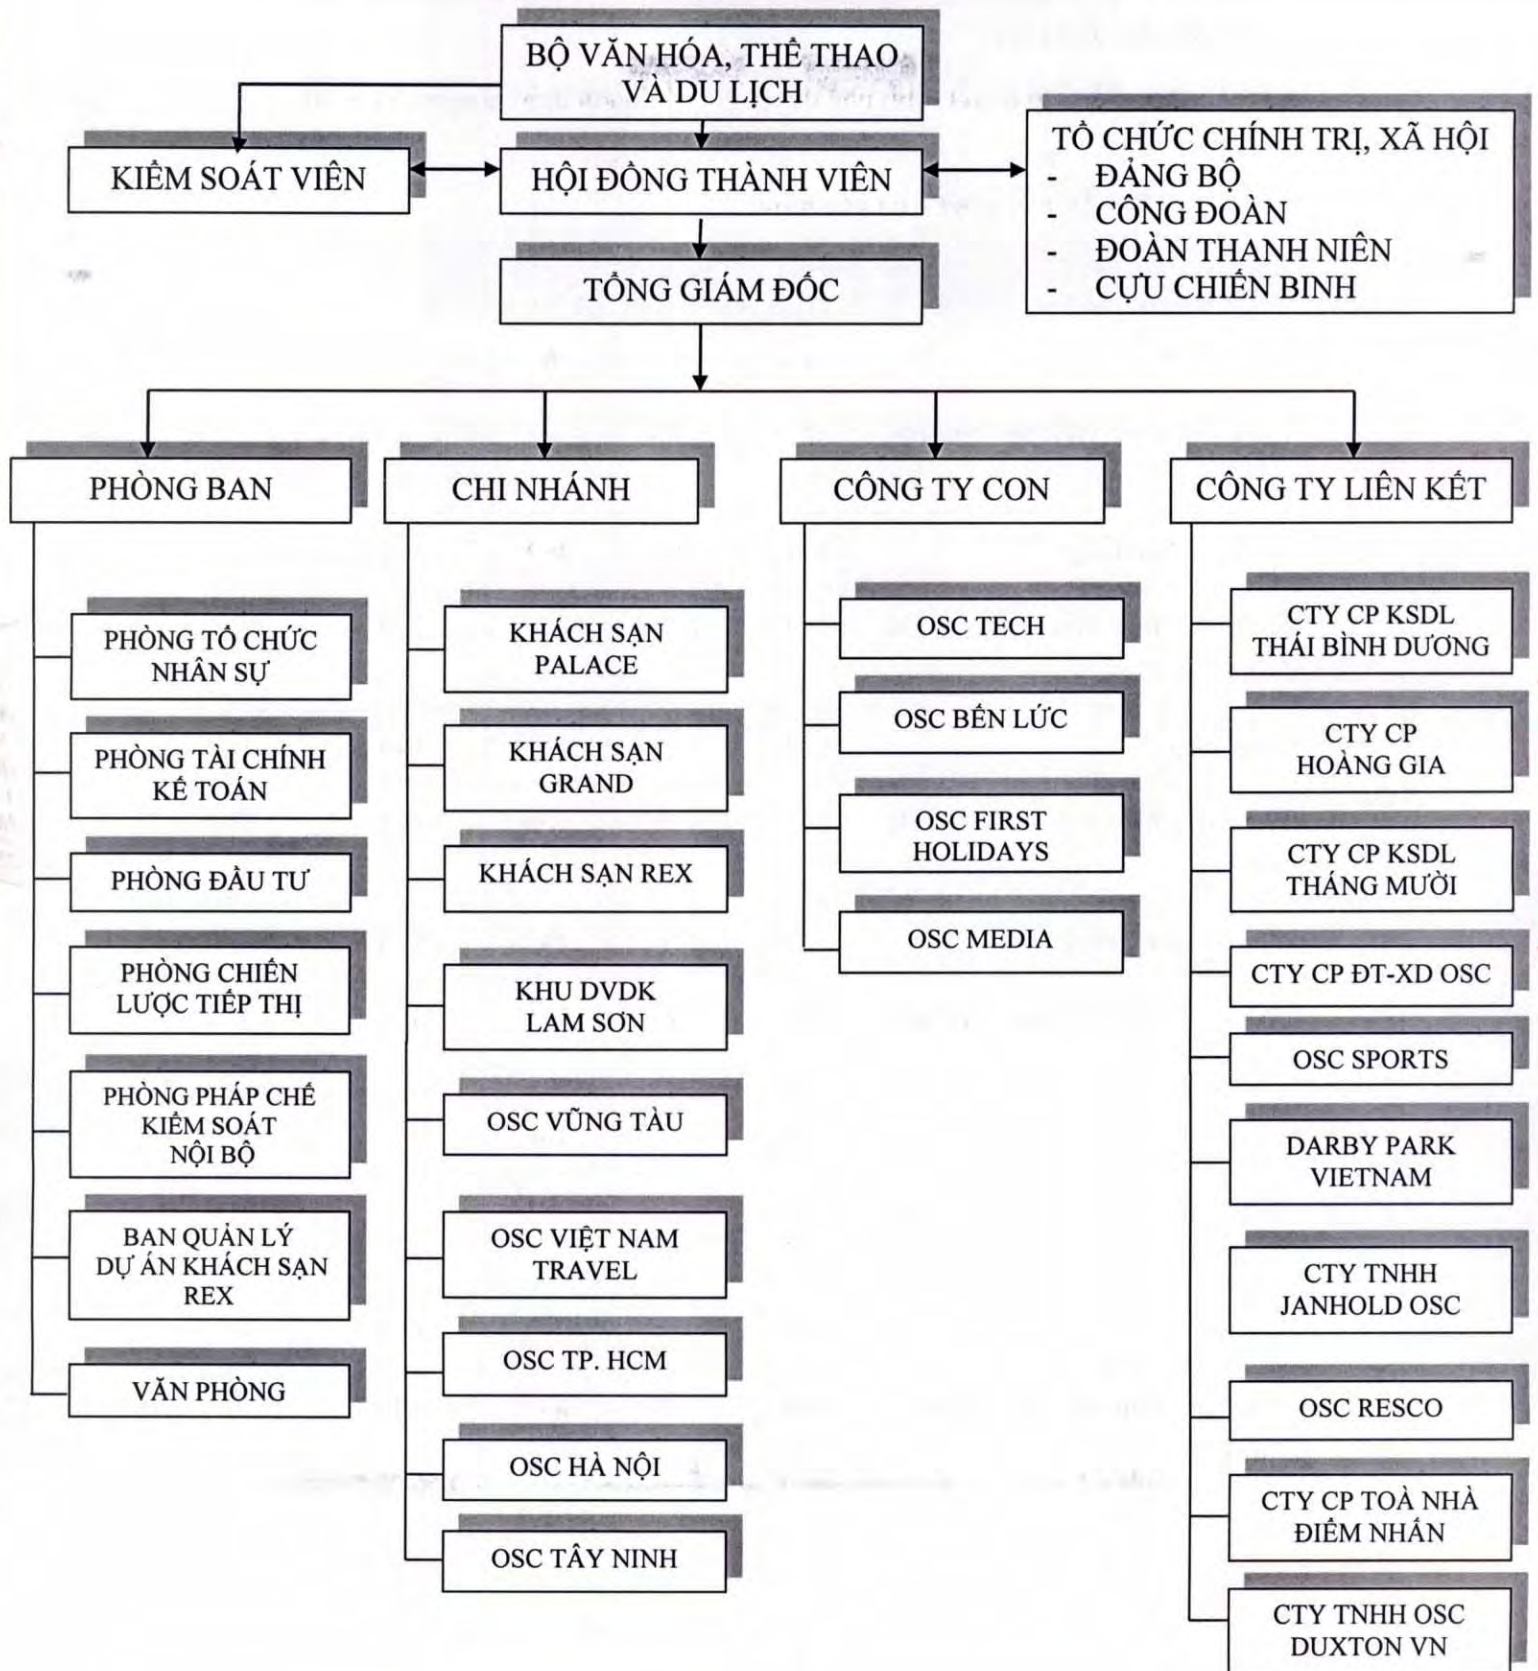 BỘ VĂN HÓA, THỂ THAO
VÀ DU LỊCH
KIỂM SOÁT VIÊN
HỘI ĐỒNG THÀNH VIÊN
TỔ CHỨC CHÍNH TRỊ, XÃ HỘI
- ĐẢNG BỘ
- CÔNG ĐOÀN
- ĐOÀN THANH NIÊN
- CỰU CHIẾN BINH
TỔNG GIÁM ĐỐC
PHÒNG BAN
PHÒNG TỔ CHỨC
NHÂN SỰ
PHÒNG TÀI CHÍNH
KẾ TOÁN
PHÒNG ĐẦU TƯ
PHÒNG CHIẾN
LƯỢC TIẾP THỊ
PHÒNG PHÁP CHẾ
KIỂM SOÁT
NỘI BỘ
BAN QUẢN LÝ
DỰ ÁN KHÁCH SẠN
REX
VĂN PHÒNG
CHI NHÁNH
KHÁCH SẠN
PALACE
KHÁCH SẠN
GRAND
KHÁCH SẠN REX
KHU DVDK
LAM SƠN
OSC VŨNG TÀU
OSC VIỆT NAM
TRAVEL
OSC TP. HCM
OSC HÀ NỘI
OSC TÂY NINH
CÔNG TY CON
OSC TECH
OSC BẾN LỨC
OSC FIRST
HOLIDAYS
OSC MEDIA
CÔNG TY LIÊN KẾT
CTY CP KSDL
THÁI BÌNH DƯƠNG
CTY CP
HOÀNG GIA
CTY CP KSDL
THÁNG MƯỜI
CTY CP ĐT-XD OSC
OSC SPORTS
DARBY PARK
VIETNAM
CTY TNHH
JANHOLD OSC
OSC RESCO
CTY CP TOÀ NHÀ
ĐIỂM NHẤN
CTY TNHH OSC
DUXTON VN